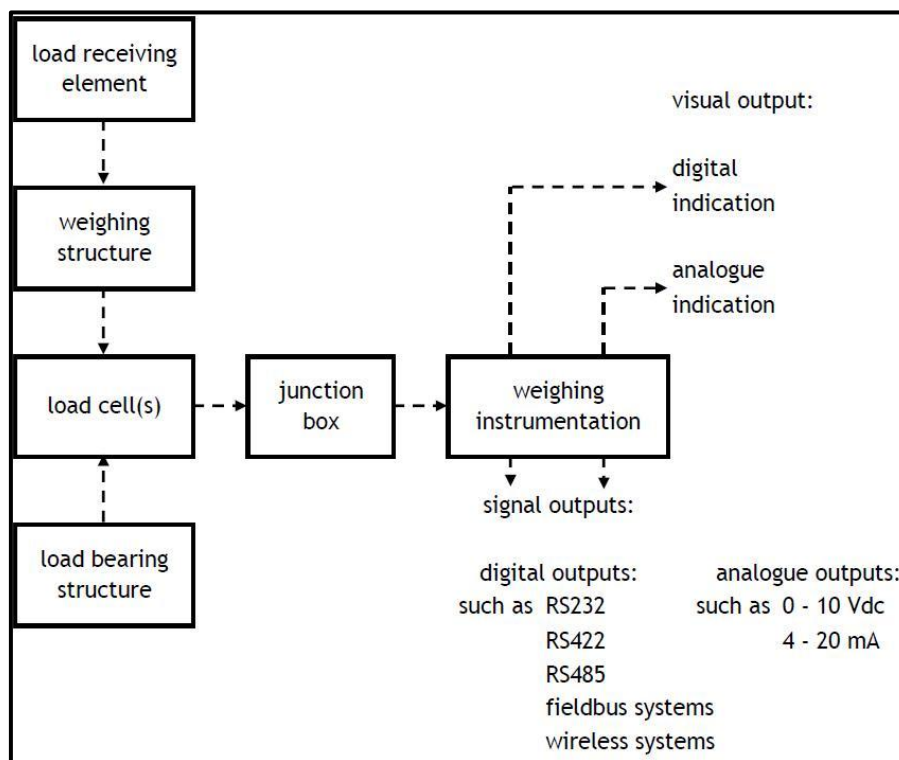 load receiving
element
visual output:
weighing
structure
digital
indication
analogue
indication
load cell(s)
junction
box
weighing
instrumentation
signal outputs:
load bearing
structure
digital outputs:
such as RS232
RS422
RS485
fieldbus systems
wireless systems
analogue outputs:
such as 0 - 10 Vdc
4 - 20 mA